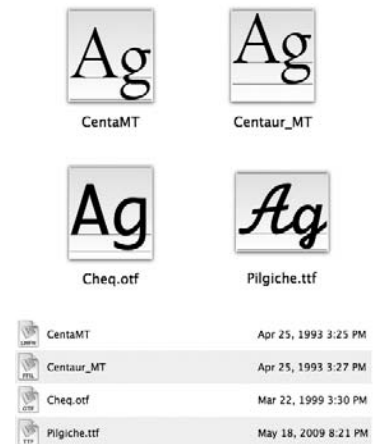 Ag Ag
CentaMT Centaur_MT
Ag Ag
Cheq.otf Pilgiche.ttf
CentaMT Apr 25, 1993 3:25 PM
Centaur_MT Apr 25, 1993 3:27 PM
Cheq.otf Mar 22, 1999 3:30 PM
OTF
Pilgiche.ttf May 18, 2009 8:21 PM
TTF